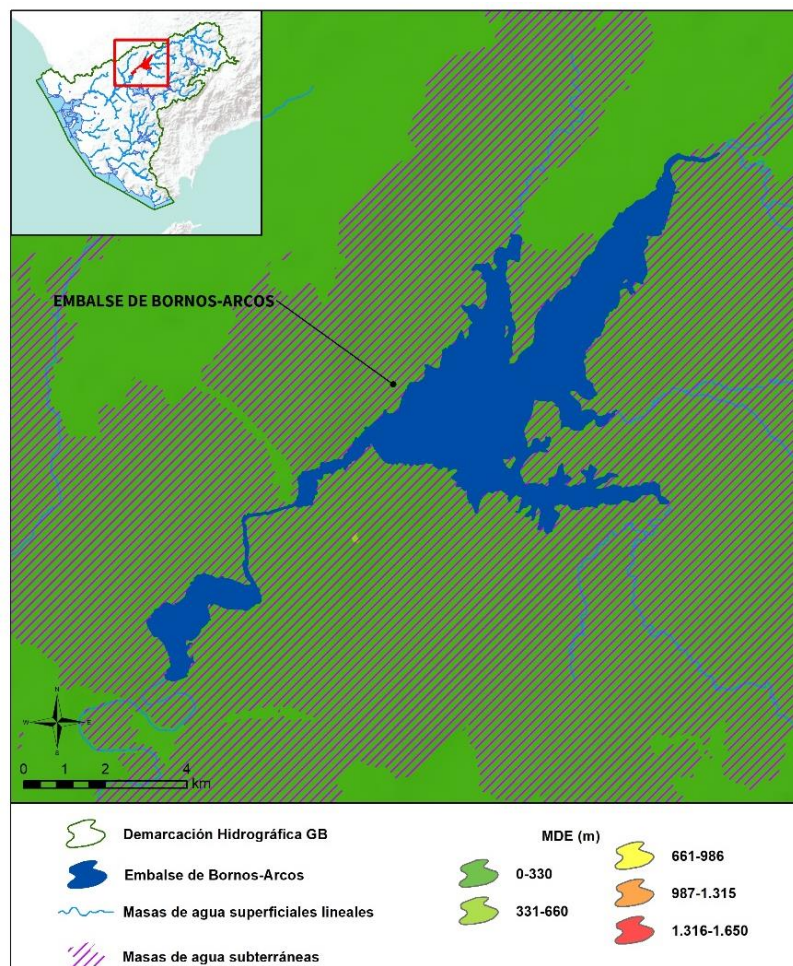 EMBALSE DE BORNOS-ARCOS
N
W
E
S
0 1 2 4
km
Demarcación Hidrográfica GB
Embalse de Bornos-Arcos
Masas de agua superficiales lineales
Masas de agua subterráneas
MDE (m)
0-330
331-660
661-986
987-1.315
1.316-1.650